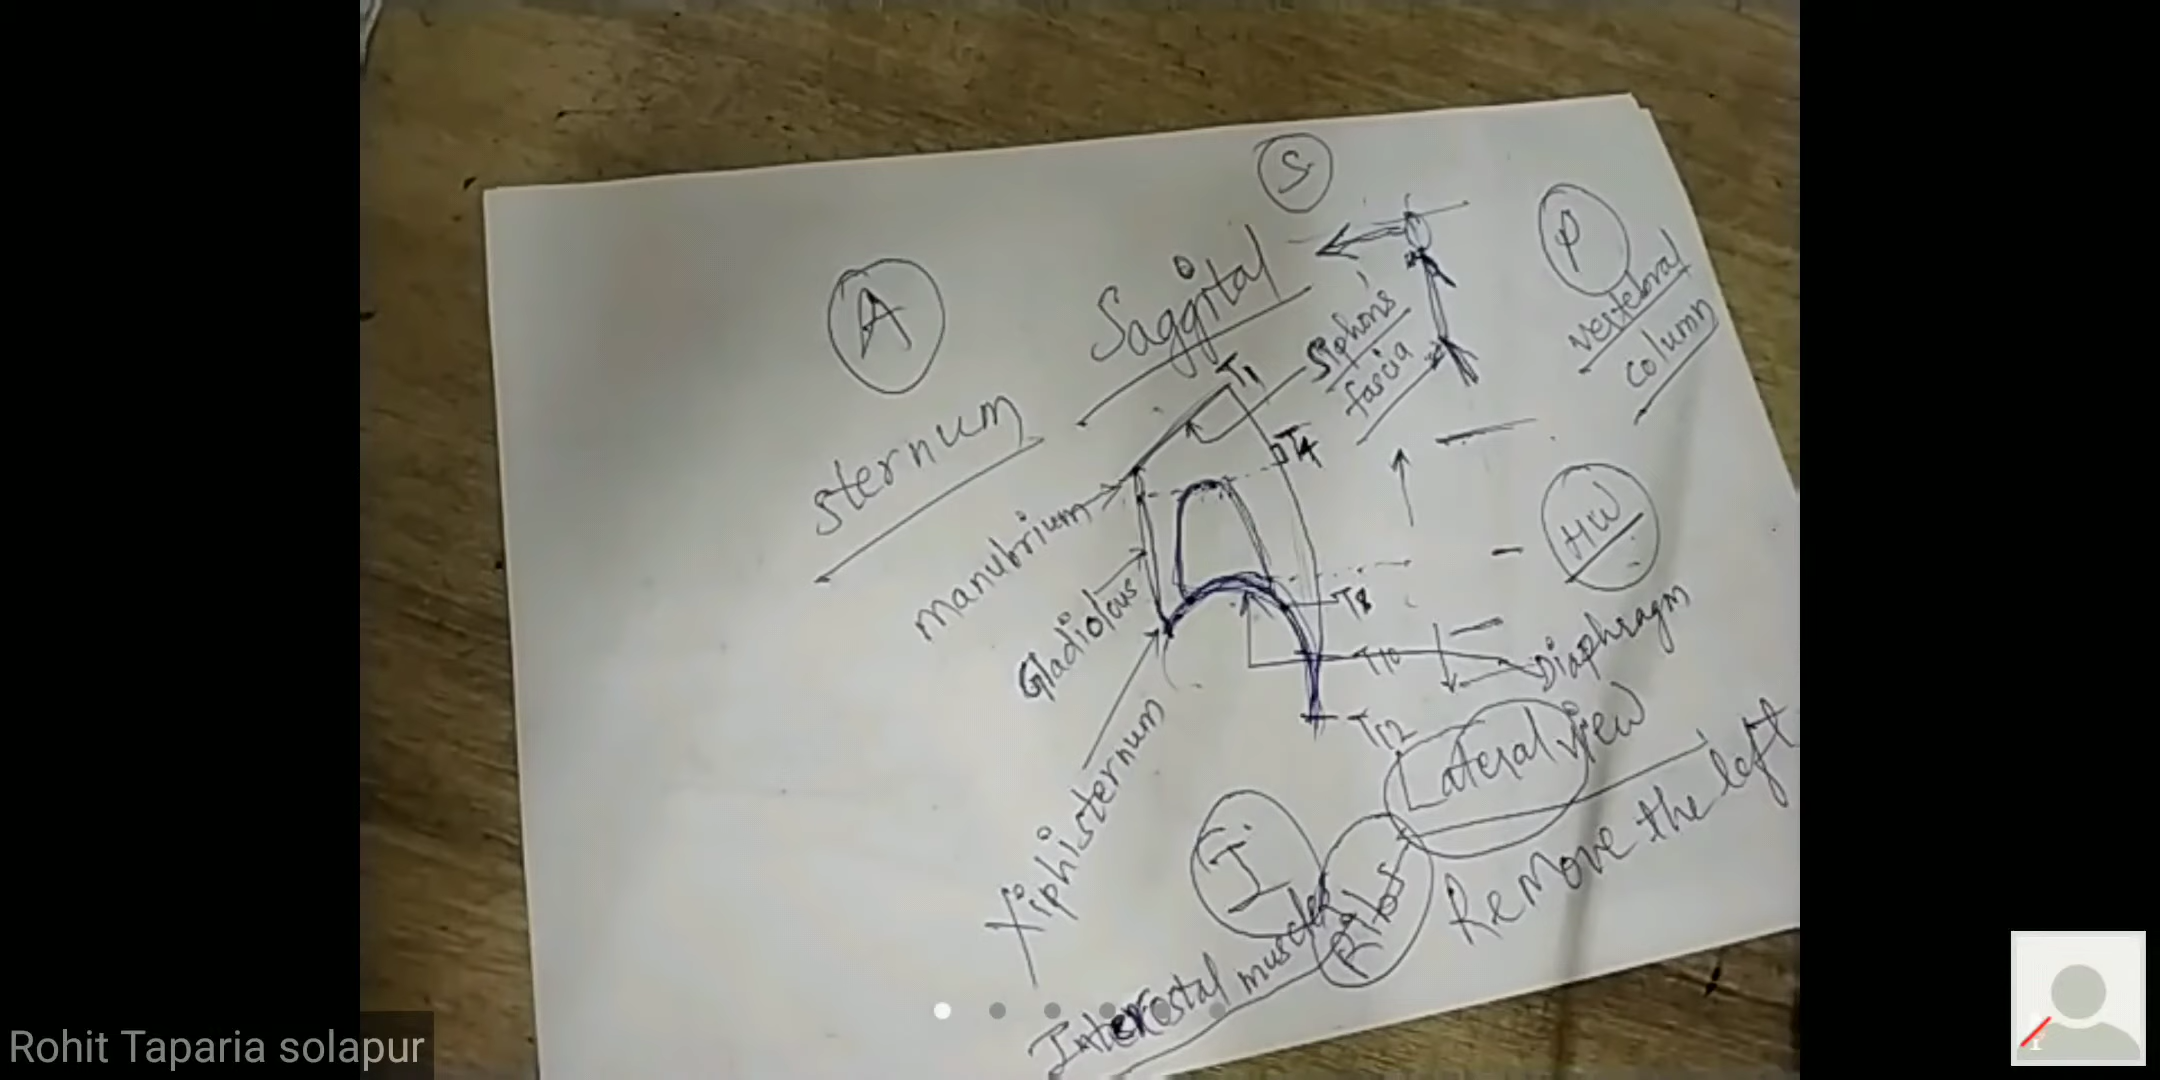 S
A
P
Saggital
vertebral
column
sternum
T1
Siphons
fascia
T4
manubrium
HW
Gladiolous
T8
T10
Diaphragm
Xiphisternum
T12
Lateral view
Remove the left
I
Ribs
Intercostal muscles
Rohit Taparia solapur